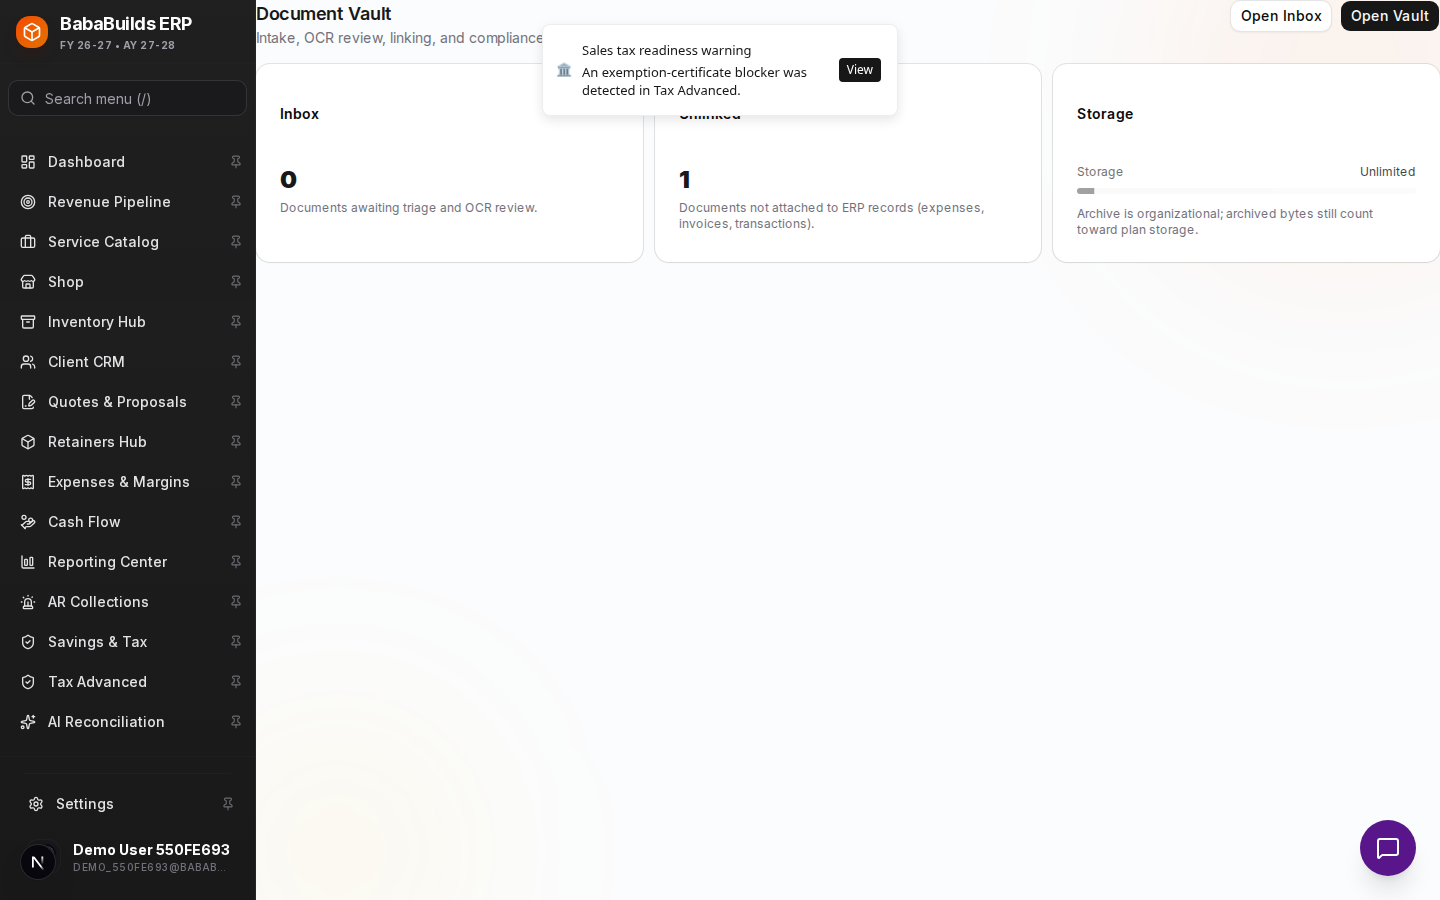 BabaBuilds ERP
FY 26-27 • AY 27-28
Search menu (/)
Dashboard
Revenue Pipeline
Service Catalog
Shop
Inventory Hub
Client CRM
Quotes & Proposals
Retainers Hub
Expenses & Margins
Cash Flow
Reporting Center
AR Collections
Savings & Tax
Tax Advanced
AI Reconciliation
Settings
Demo User 550FE693
DEMO_550FE693@BABAB...
Document Vault
Intake, OCR review, linking, and compliance
Open Inbox
Open Vault
Sales tax readiness warning
An exemption-certificate blocker was
detected in Tax Advanced.
View
Inbox
0
Documents awaiting triage and OCR review.
Unlinked
1
Documents not attached to ERP records (expenses,
invoices, transactions).
Storage
Storage
Unlimited
Archive is organizational; archived bytes still count
toward plan storage.